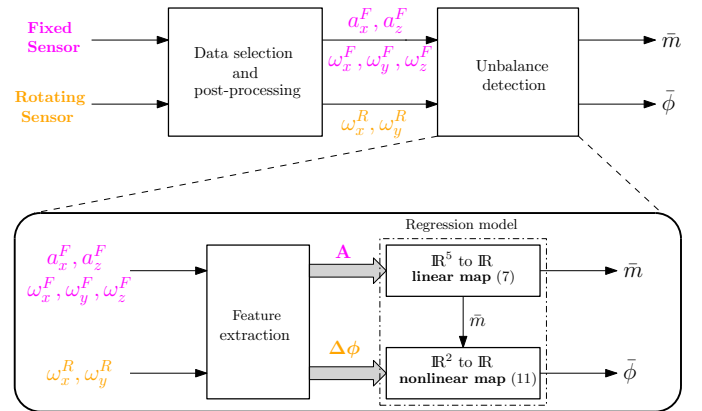 Fixed
Sensor
Rotating
Sensor
Data selection
and
post-processing
a_x^F, a_z^F
ω_x^F, ω_y^F, ω_z^F
ω_x^R, ω_y^R
Unbalance
detection
m̄
ϕ̄
Regression model
a_x^F, a_z^F
ω_x^F, ω_y^F, ω_z^F
ω_x^R, ω_y^R
Feature
extraction
A
Δϕ
ℝ⁵ to ℝ
linear map (7)
m̄
m̄
ℝ² to ℝ
nonlinear map (11)
ϕ̄